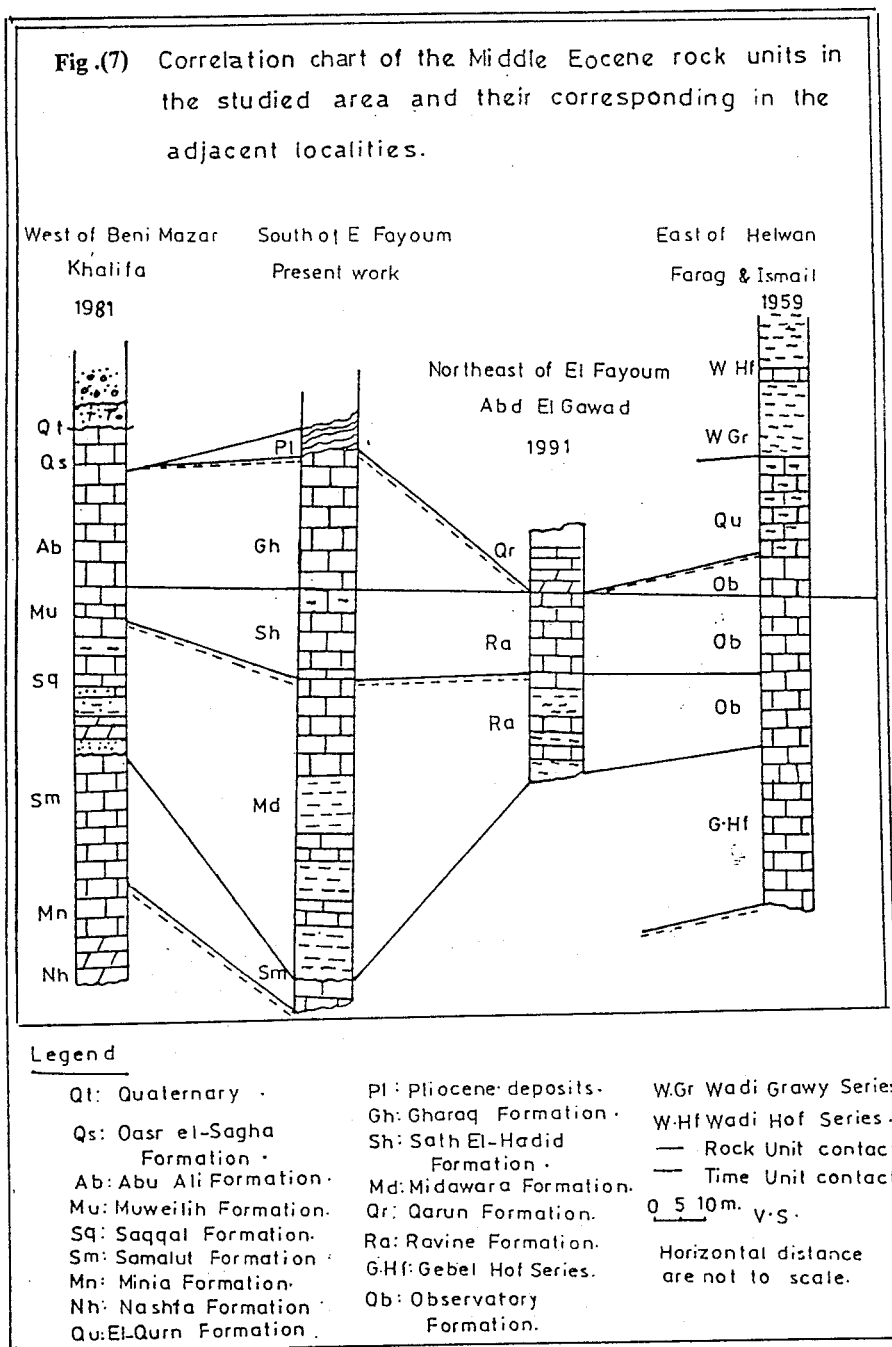 Fig .(7) Correlation chart of the Middle Eocene rock units in
the studied area and their corresponding in the
adjacent localities.
West of Beni Mazar
Khalifa
1981
South of E Fayoum
Present work
East of Helwan
Farag & Ismail
1959
Northeast of El Fayoum
Abd El Gawad
1991
Qt
Qs
Ab
Mu
Sq
Sm
Mn
Nh
Pl
Gh
Sh
Md
Sm
Qr
Ra
Ra
W Hf
W Gr
Qu
Ob
Ob
Ob
G·Hf
Legend
Qt: Quaternary ·
Qs: Oasr el-Sagha
Formation ·
Ab: Abu Ali Formation ·
Mu: Muweilih Formation.
Sq: Saqqal Formation.
Sm: Samalut Formation ·
Mn: Minia Formation.
Nh: Nashfa Formation ·
Qu: El-Qurn Formation .
Pl: Pliocene deposits.
Gh: Gharaq Formation ·
Sh: Sath El-Hadid
Formation ·
Md: Midawara Formation.
Qr: Qarun Formation.
Ra: Ravine Formation.
G·Hf: Gebel Hof Series.
Ob: Observatory
Formation.
W.Gr Wadi Grawy Series
W·Hf Wadi Hof Series ·
— Rock Unit contac
— Time Unit contac
0 5 10m. V·S·
Horizontal distance
are not to scale.